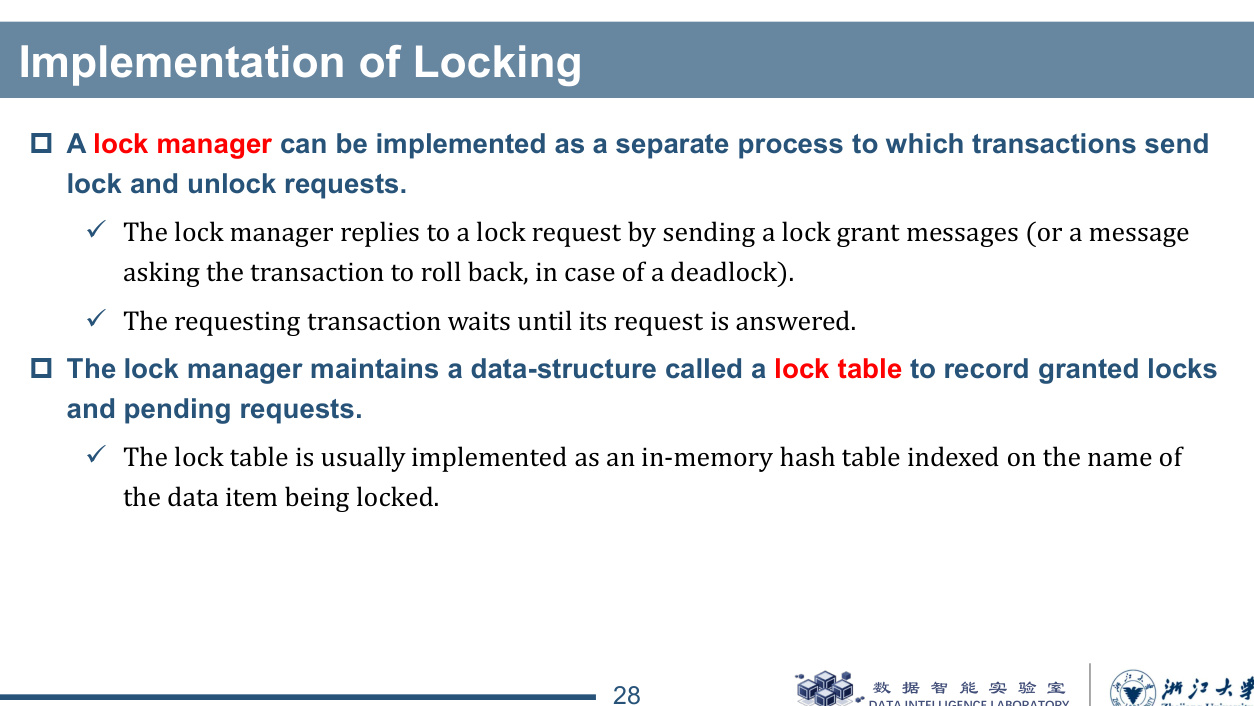 Implementation of Locking
A lock manager can be implemented as a separate process to which transactions send
lock and unlock requests.
The lock manager replies to a lock request by sending a lock grant messages (or a message
asking the transaction to roll back, in case of a deadlock).
The requesting transaction waits until its request is answered.
The lock manager maintains a data-structure called a lock table to record granted locks
and pending requests.
The lock table is usually implemented as an in-memory hash table indexed on the name of
the data item being locked.
28
数据智能实验室
DATA INTELLIGENCE LABORATORY
浙江大学